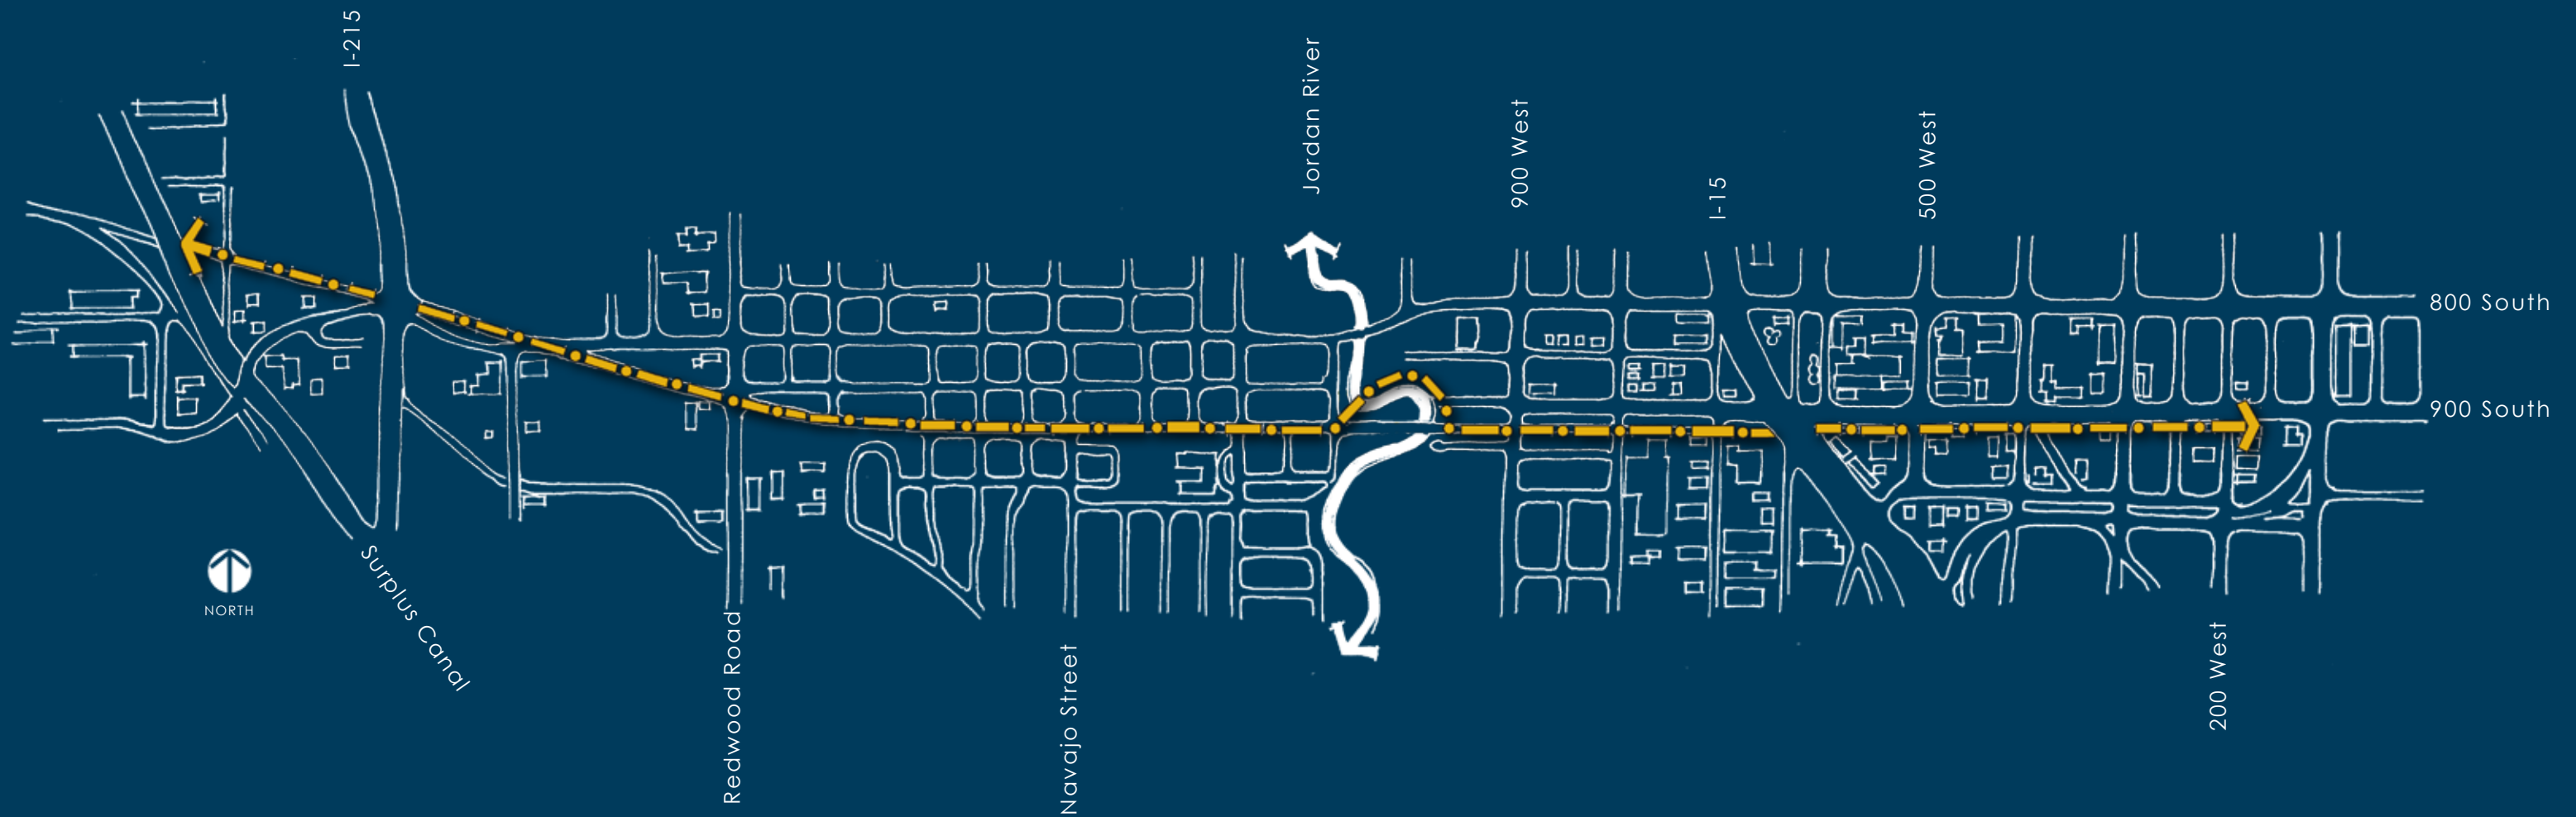 I-215
Jordan River
900 West
I-15
500 West
800 South
900 South
NORTH
Surplus Canal
Redwood Road
Navajo Street
200 West